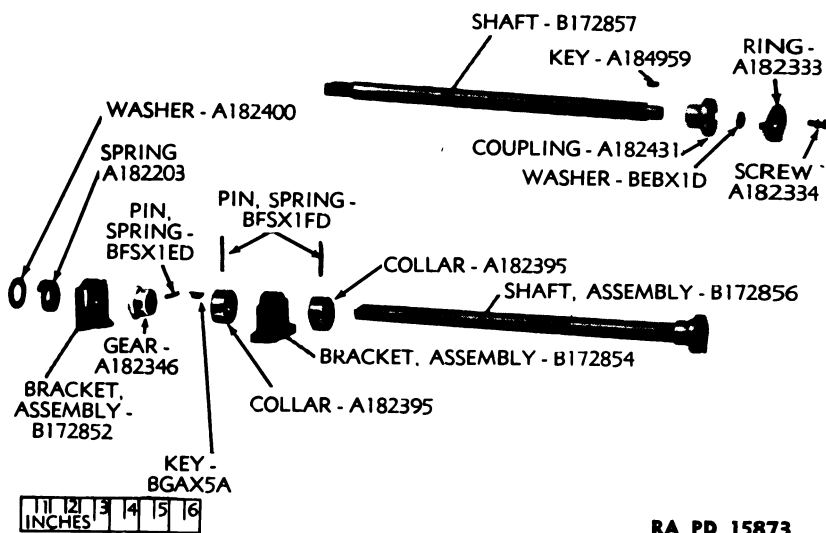 SHAFT - B172857
KEY - A184959
RING -
A182333
WASHER - A182400
COUPLING - A182431
WASHER - BEBX1D
SCREW -
A182334
SPRING
A182203
PIN,
SPRING -
BFSX1ED
PIN, SPRING -
BFSX1FD
COLLAR - A182395
SHAFT, ASSEMBLY - B172856
GEAR -
A182346
BRACKET, ASSEMBLY - B172854
BRACKET,
ASSEMBLY -
B172852
COLLAR - A182395
KEY -
BGAX5A
1 2 3 4 5 6
INCHES
RA PD 15873